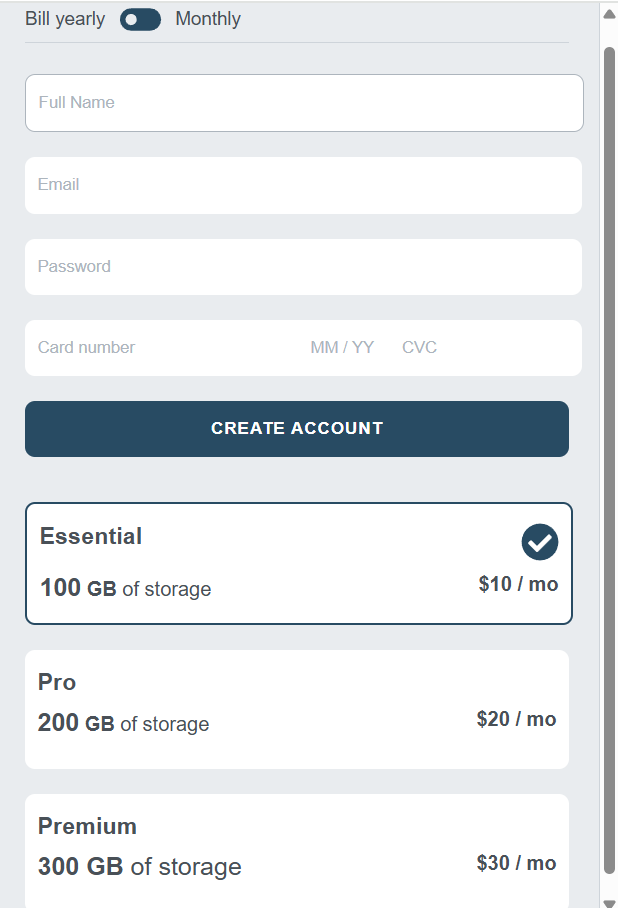 Bill yearly Monthly
Full Name
Email
Password
Card number MM / YY CVC
CREATE ACCOUNT
Essential
100 GB of storage $10 / mo
Pro
200 GB of storage $20 / mo
Premium
300 GB of storage $30 / mo